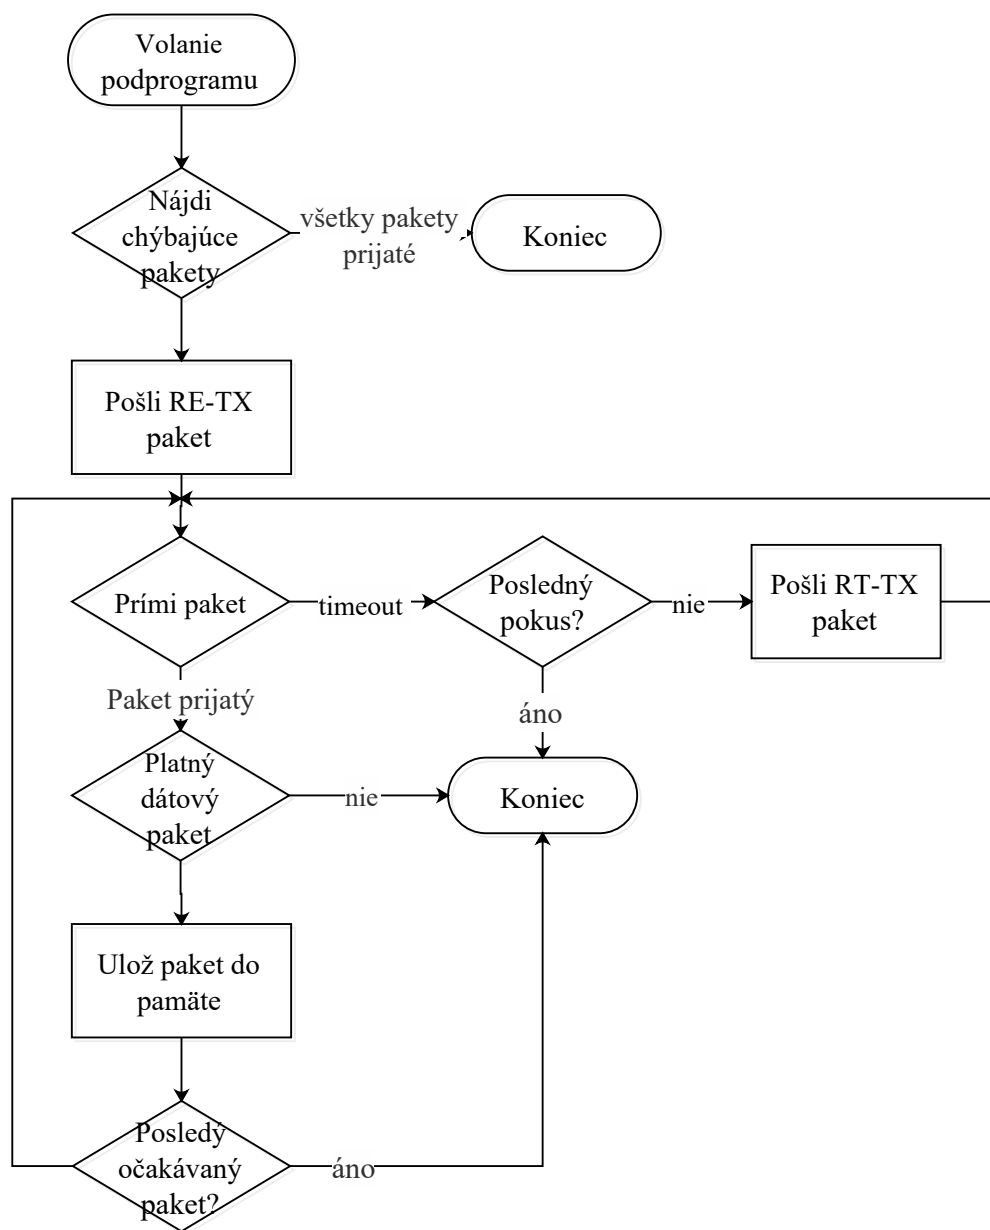 Volanie
podprogramu
Nájdi
chýbajúce
pakety
všetky pakety
prijaté
Koniec
Pošli RE-TX
paket
Prími paket
timeout
Posledný
pokus?
nie
Pošli RT-TX
paket
Paket prijatý
áno
Platný
dátový
paket
nie
Koniec
Ulož paket do
pamäte
Posledý
očakávaný
paket?
áno